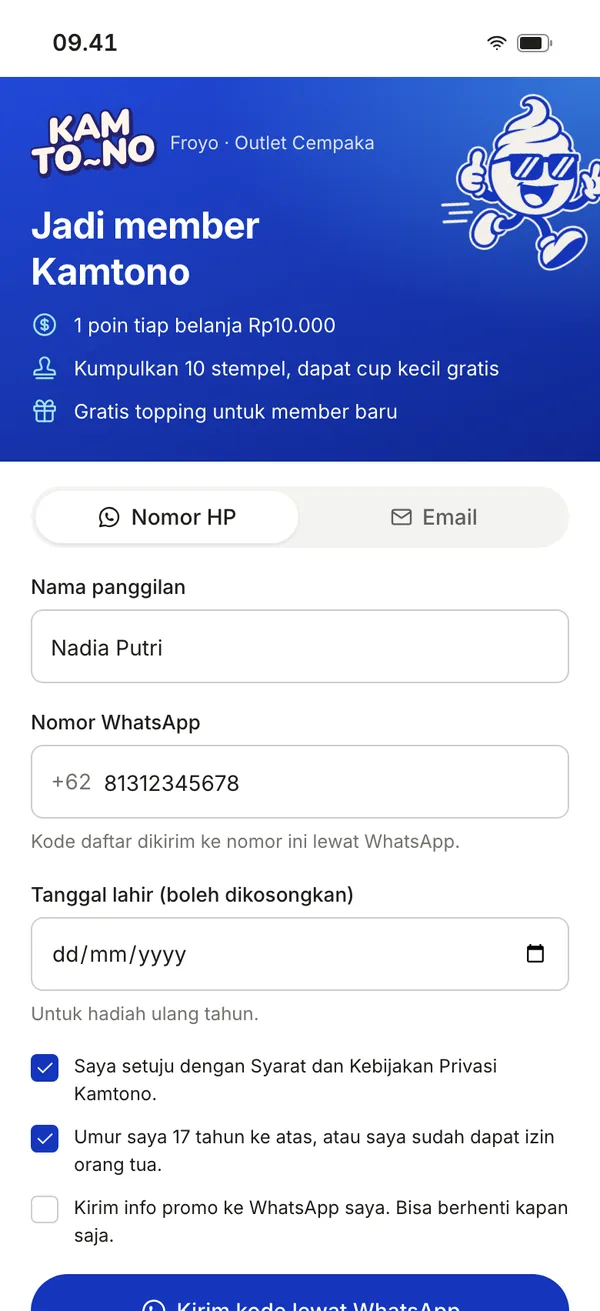 09.41
KAM
TO~NO
Froyo · Outlet Cempaka
Jadi member
Kamtono
1 poin tiap belanja Rp10.000
Kumpulkan 10 stempel, dapat cup kecil gratis
Gratis topping untuk member baru
Nomor HP
Email
Nama panggilan
Nadia Putri
Nomor WhatsApp
+62 81312345678
Kode daftar dikirim ke nomor ini lewat WhatsApp.
Tanggal lahir (boleh dikosongkan)
dd/mm/yyyy
Untuk hadiah ulang tahun.
Saya setuju dengan Syarat dan Kebijakan Privasi
Kamtono.
Umur saya 17 tahun ke atas, atau saya sudah dapat izin
orang tua.
Kirim info promo ke WhatsApp saya. Bisa berhenti kapan
saja.
Kirim kode lewat WhatsApp